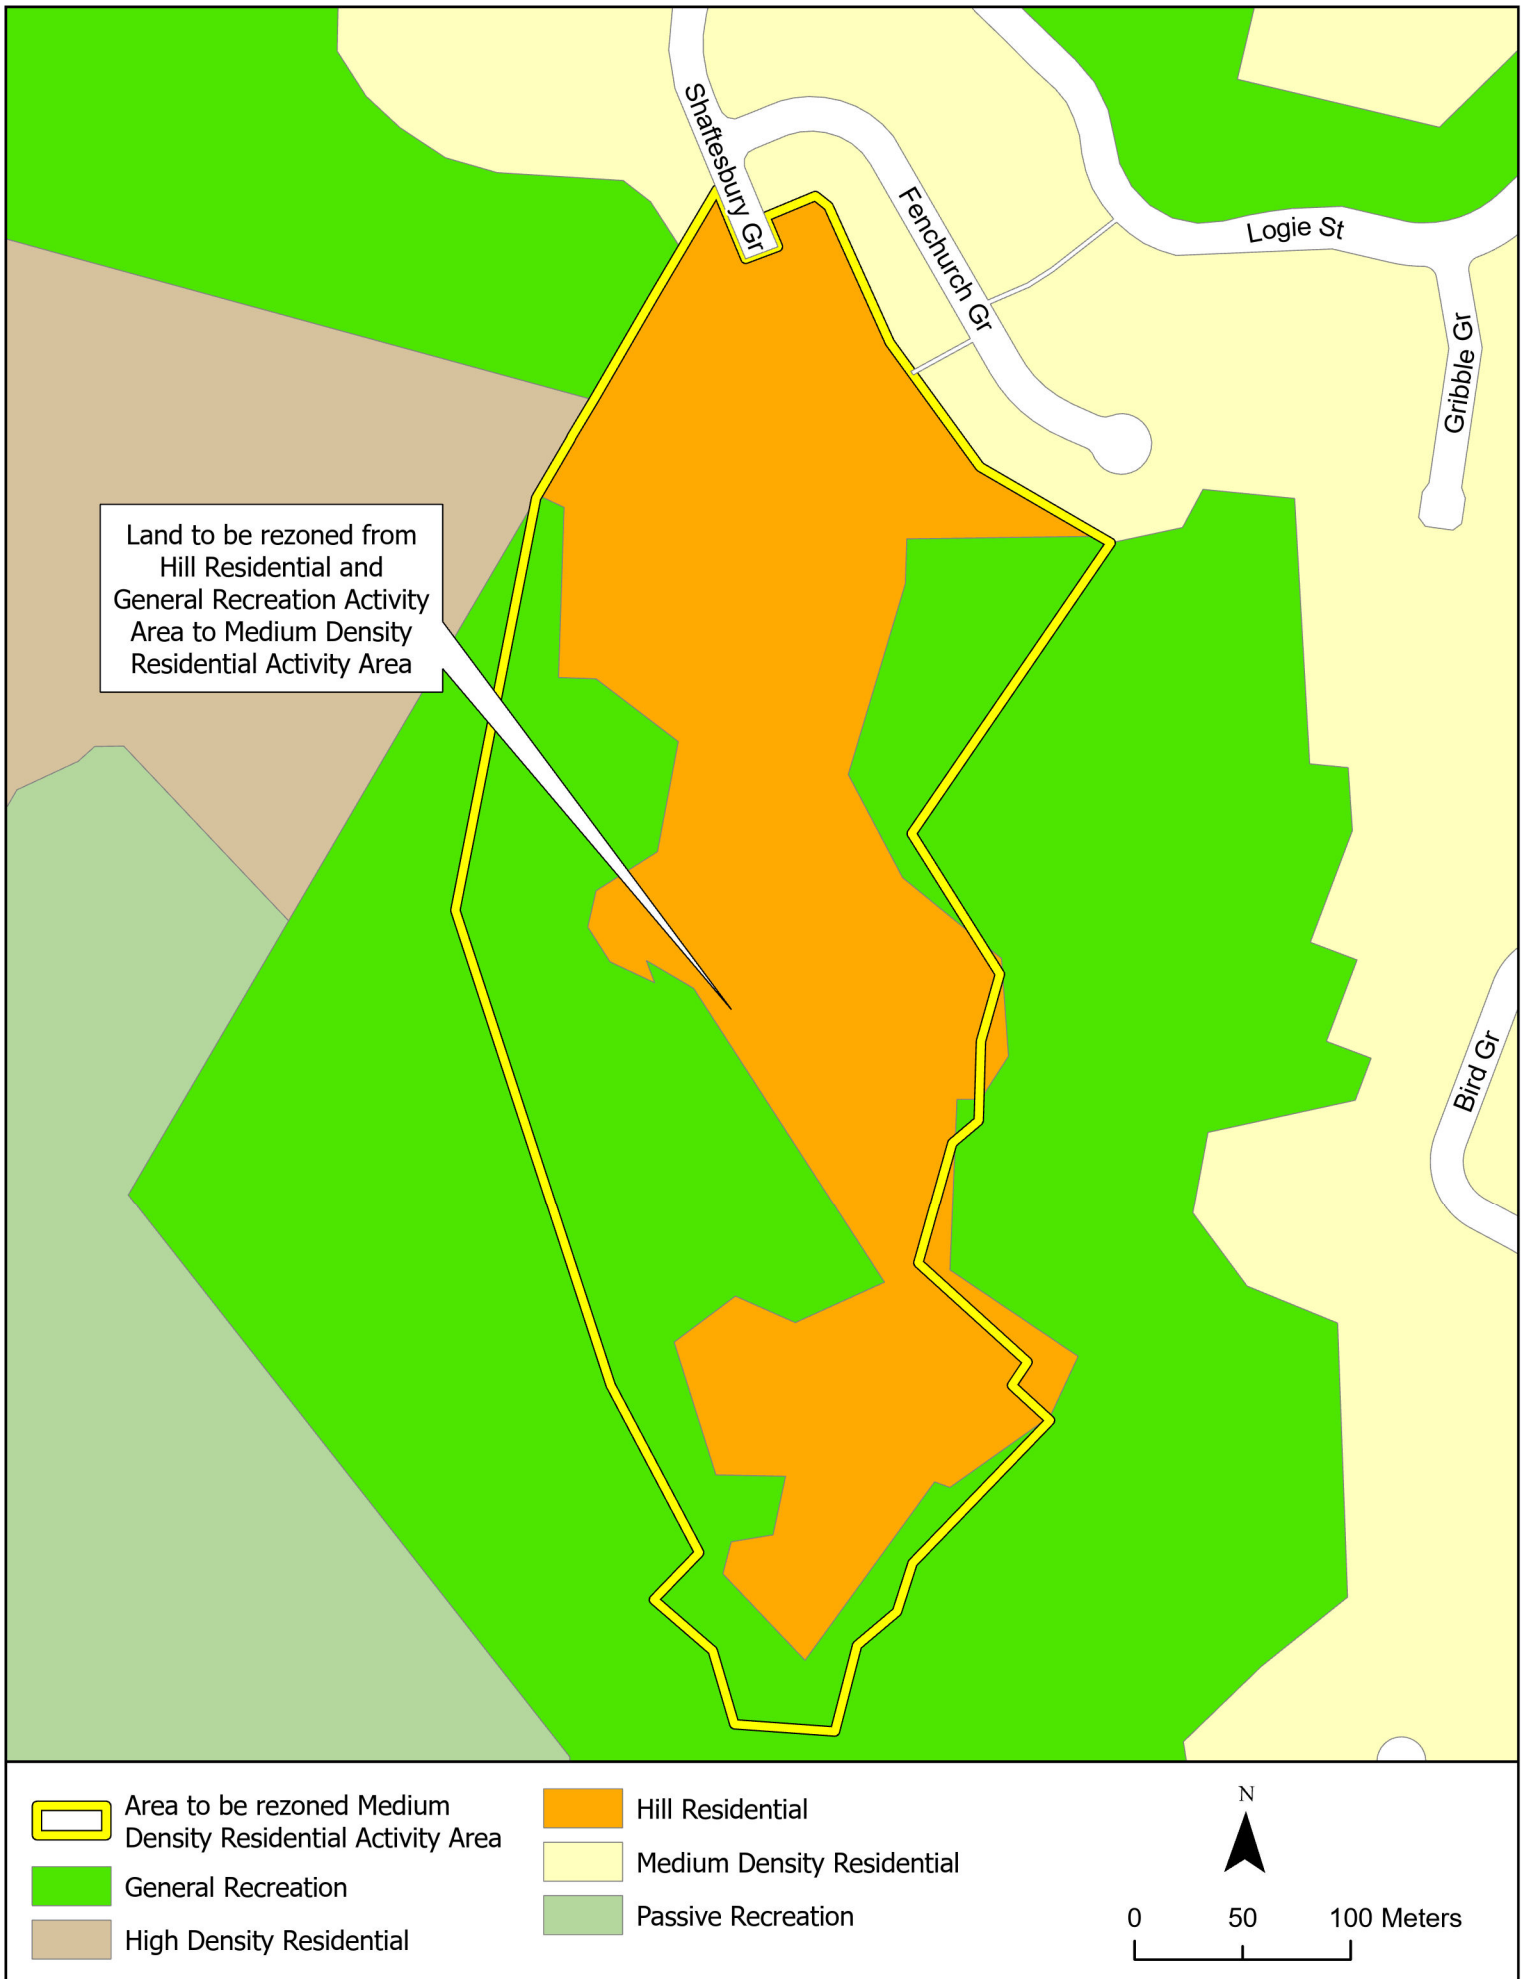 Shaftesbury Gr
Fenchurch Gr
Logie St
Gribble Gr
Land to be rezoned from
Hill Residential and
General Recreation Activity
Area to Medium Density
Residential Activity Area
Bird Gr
Area to be rezoned Medium
Density Residential Activity Area
General Recreation
High Density Residential
Hill Residential
Medium Density Residential
Passive Recreation
N
0 50 100 Meters